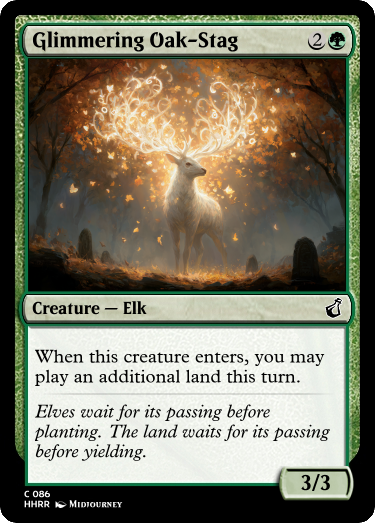 Glimmering Oak-Stag 2
Creature — Elk
When this creature enters, you may
play an additional land this turn.
Elves wait for its passing before
planting. The land waits for its passing
before yielding.
3/3
C 086
HHRR Midjourney